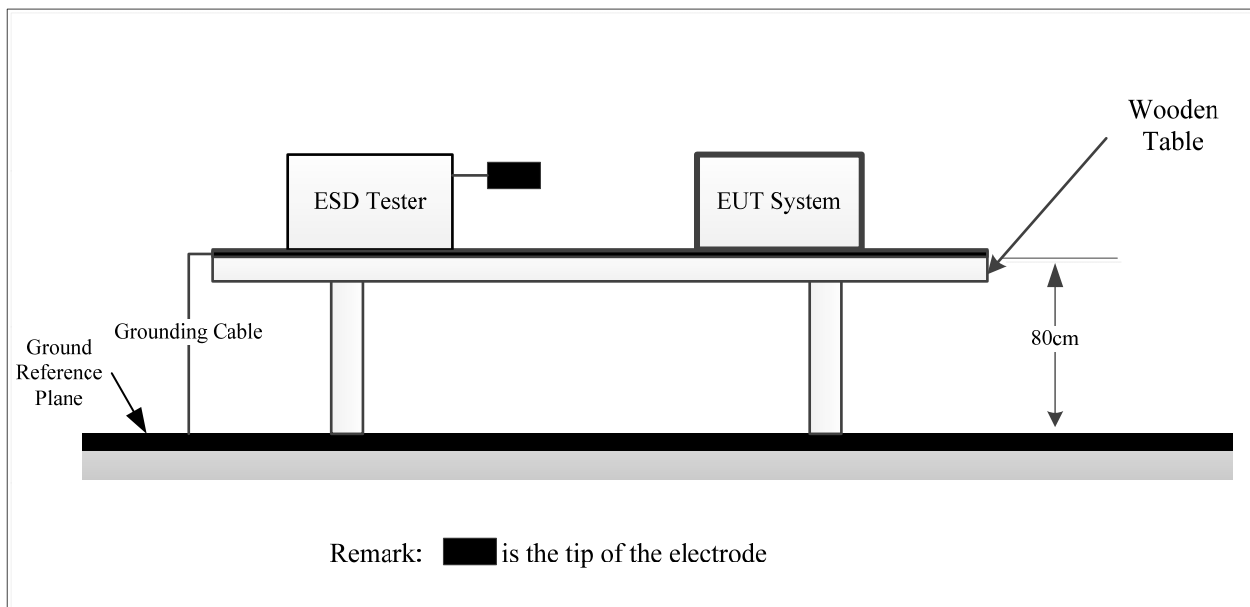 Wooden
Table
ESD Tester
EUT System
Grounding Cable
80cm
Ground
Reference
Plane
Remark: is the tip of the electrode